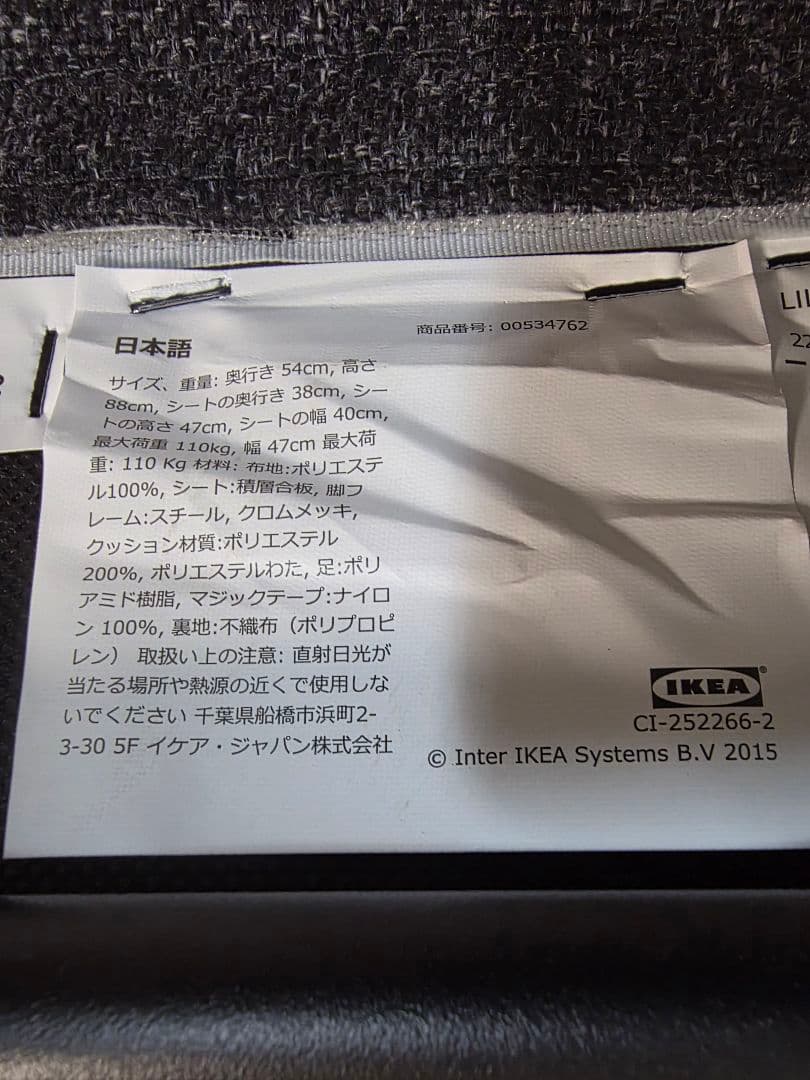 日本語
商品番号: 00534762
サイズ、重量: 奥行き 54cm, 高さ
88cm, シートの奥行き 38cm, シー
トの高さ 47cm, シートの幅 40cm,
最大荷重 110kg, 幅 47cm 最大荷
重: 110 Kg 材料: 布地:ポリエステ
ル100%, シート:積層合板, 脚フ
レーム:スチール, クロムメッキ,
クッション材質:ポリエステル
200%, ポリエステルわた, 足:ポリ
アミド樹脂, マジックテープ:ナイロ
ン 100%, 裏地:不織布（ポリプロピ
レン） 取扱い上の注意: 直射日光が
当たる場所や熱源の近くで使用しな
いでください 千葉県船橋市浜町2-
3-30 5F イケア・ジャパン株式会社
IKEA®
CI-252266-2
© Inter IKEA Systems B.V 2015